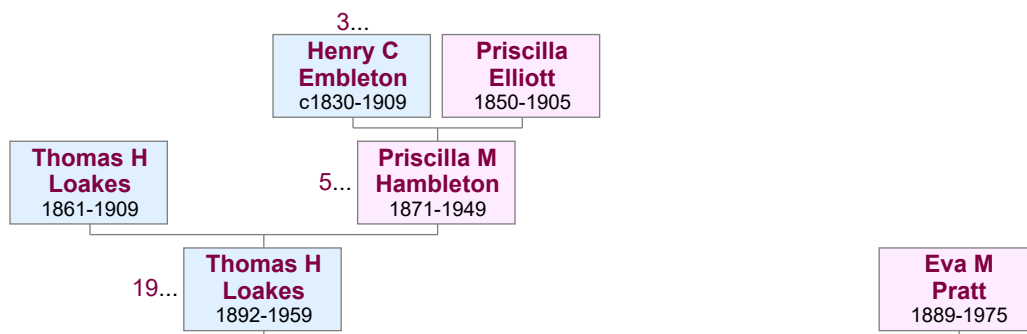 3...
Henry C
Embleton
c1830-1909
Priscilla
Elliott
1850-1905
Thomas H
Loakes
1861-1909
5...
Priscilla M
Hambleton
1871-1949
19...
Thomas H
Loakes
1892-1959
Eva M
Pratt
1889-1975